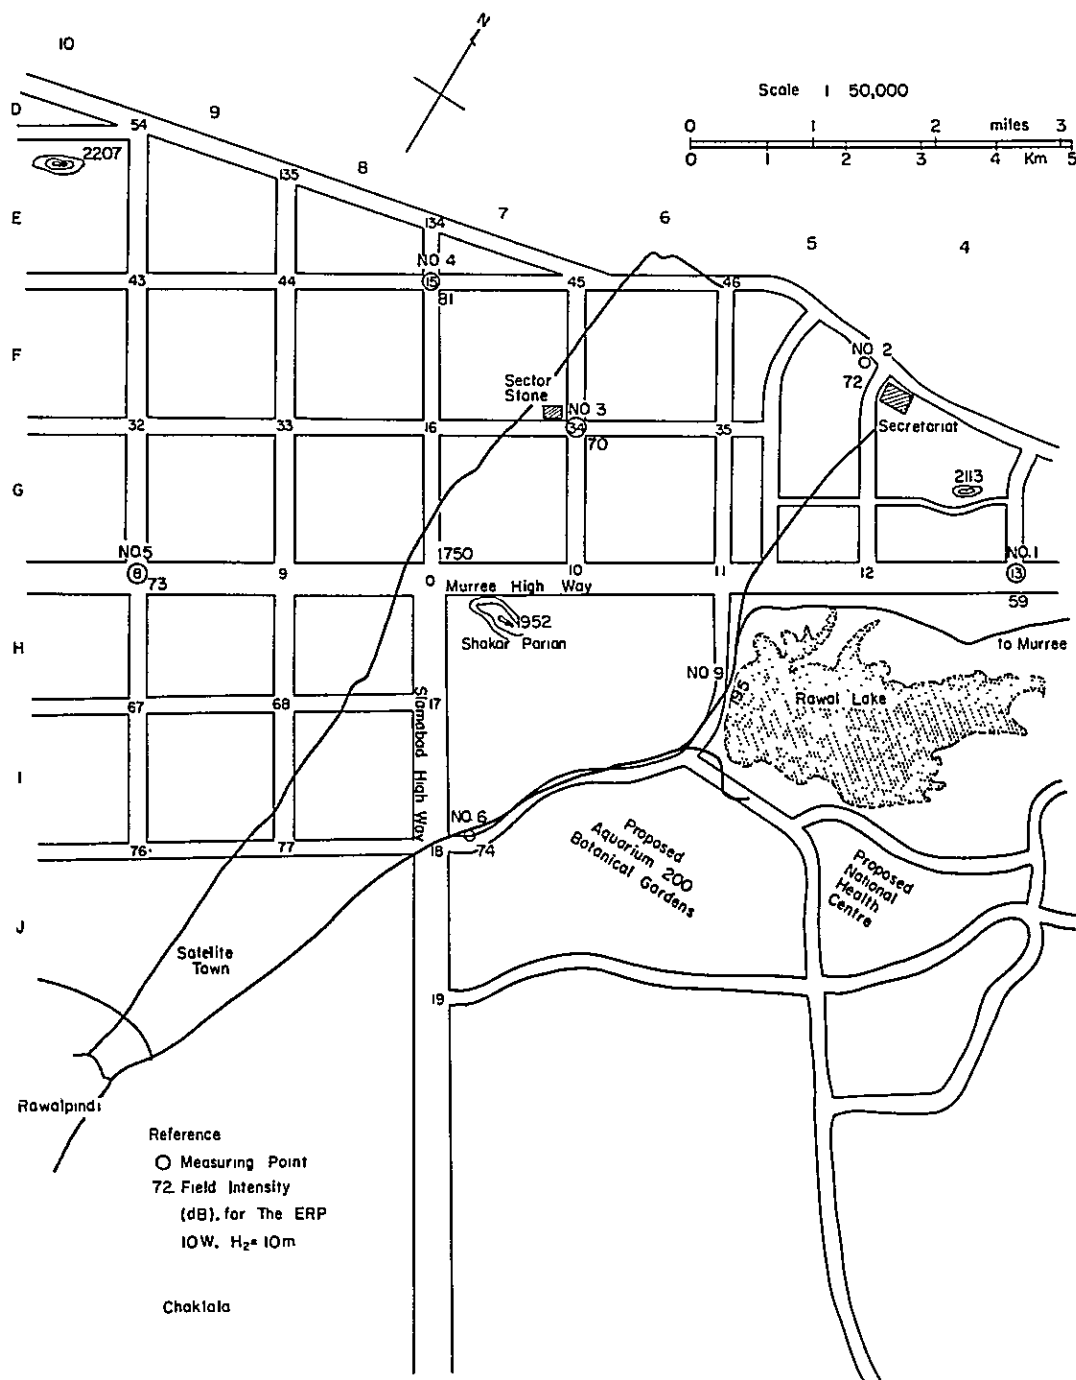 N
10
Scale 1 50,000
0 1 2 miles 3
0 1 2 3 4 Km 5
D
54
9
2207
135
8
E
134
7
6
5
4
NO 4
43
44
15
45
46
81
F
NO. 2
72
Sector
Stone
NO 3
Secretariat
32
33
16
34
35
70
2113
G
NO.5
1750
NO.1
8
9
0
10
11
12
13
73
Murree High Way
59
1952
Shakar Parian
H
to Murree
NO 9
195
Rawal Lake
67
68
17
Slamabad High Way
I
NO. 6
76
77
18
74
Proposed
Aquarium 200
Botanical Gardens
Proposed
National
Health
Centre
J
Satelite
Town
19
Rawalpindi
Reference
Measuring Point
72 Field Intensity
(dB). for The ERP
10W. H₂= 10m
Chaklala